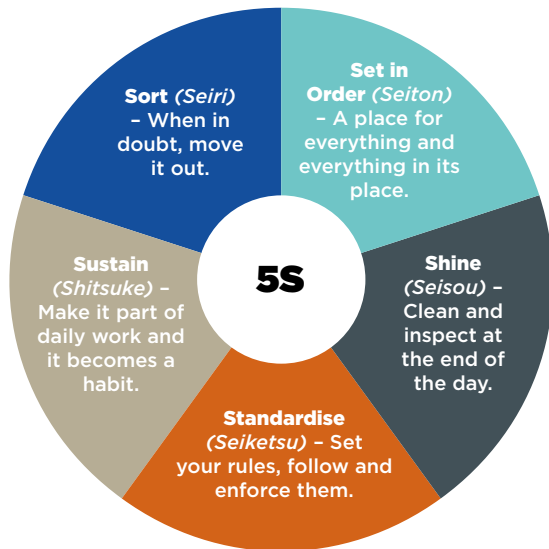 5S
Sort (Seiri)
– When in
doubt, move
it out.
Set in
Order (Seiton)
– A place for
everything and
everything in its
place.
Shine
(Seisou) –
Clean and
inspect at
the end of
the day.
Standardise
(Seiketsu) – Set
your rules, follow and
enforce them.
Sustain
(Shitsuke) –
Make it part of
daily work and
it becomes a
habit.